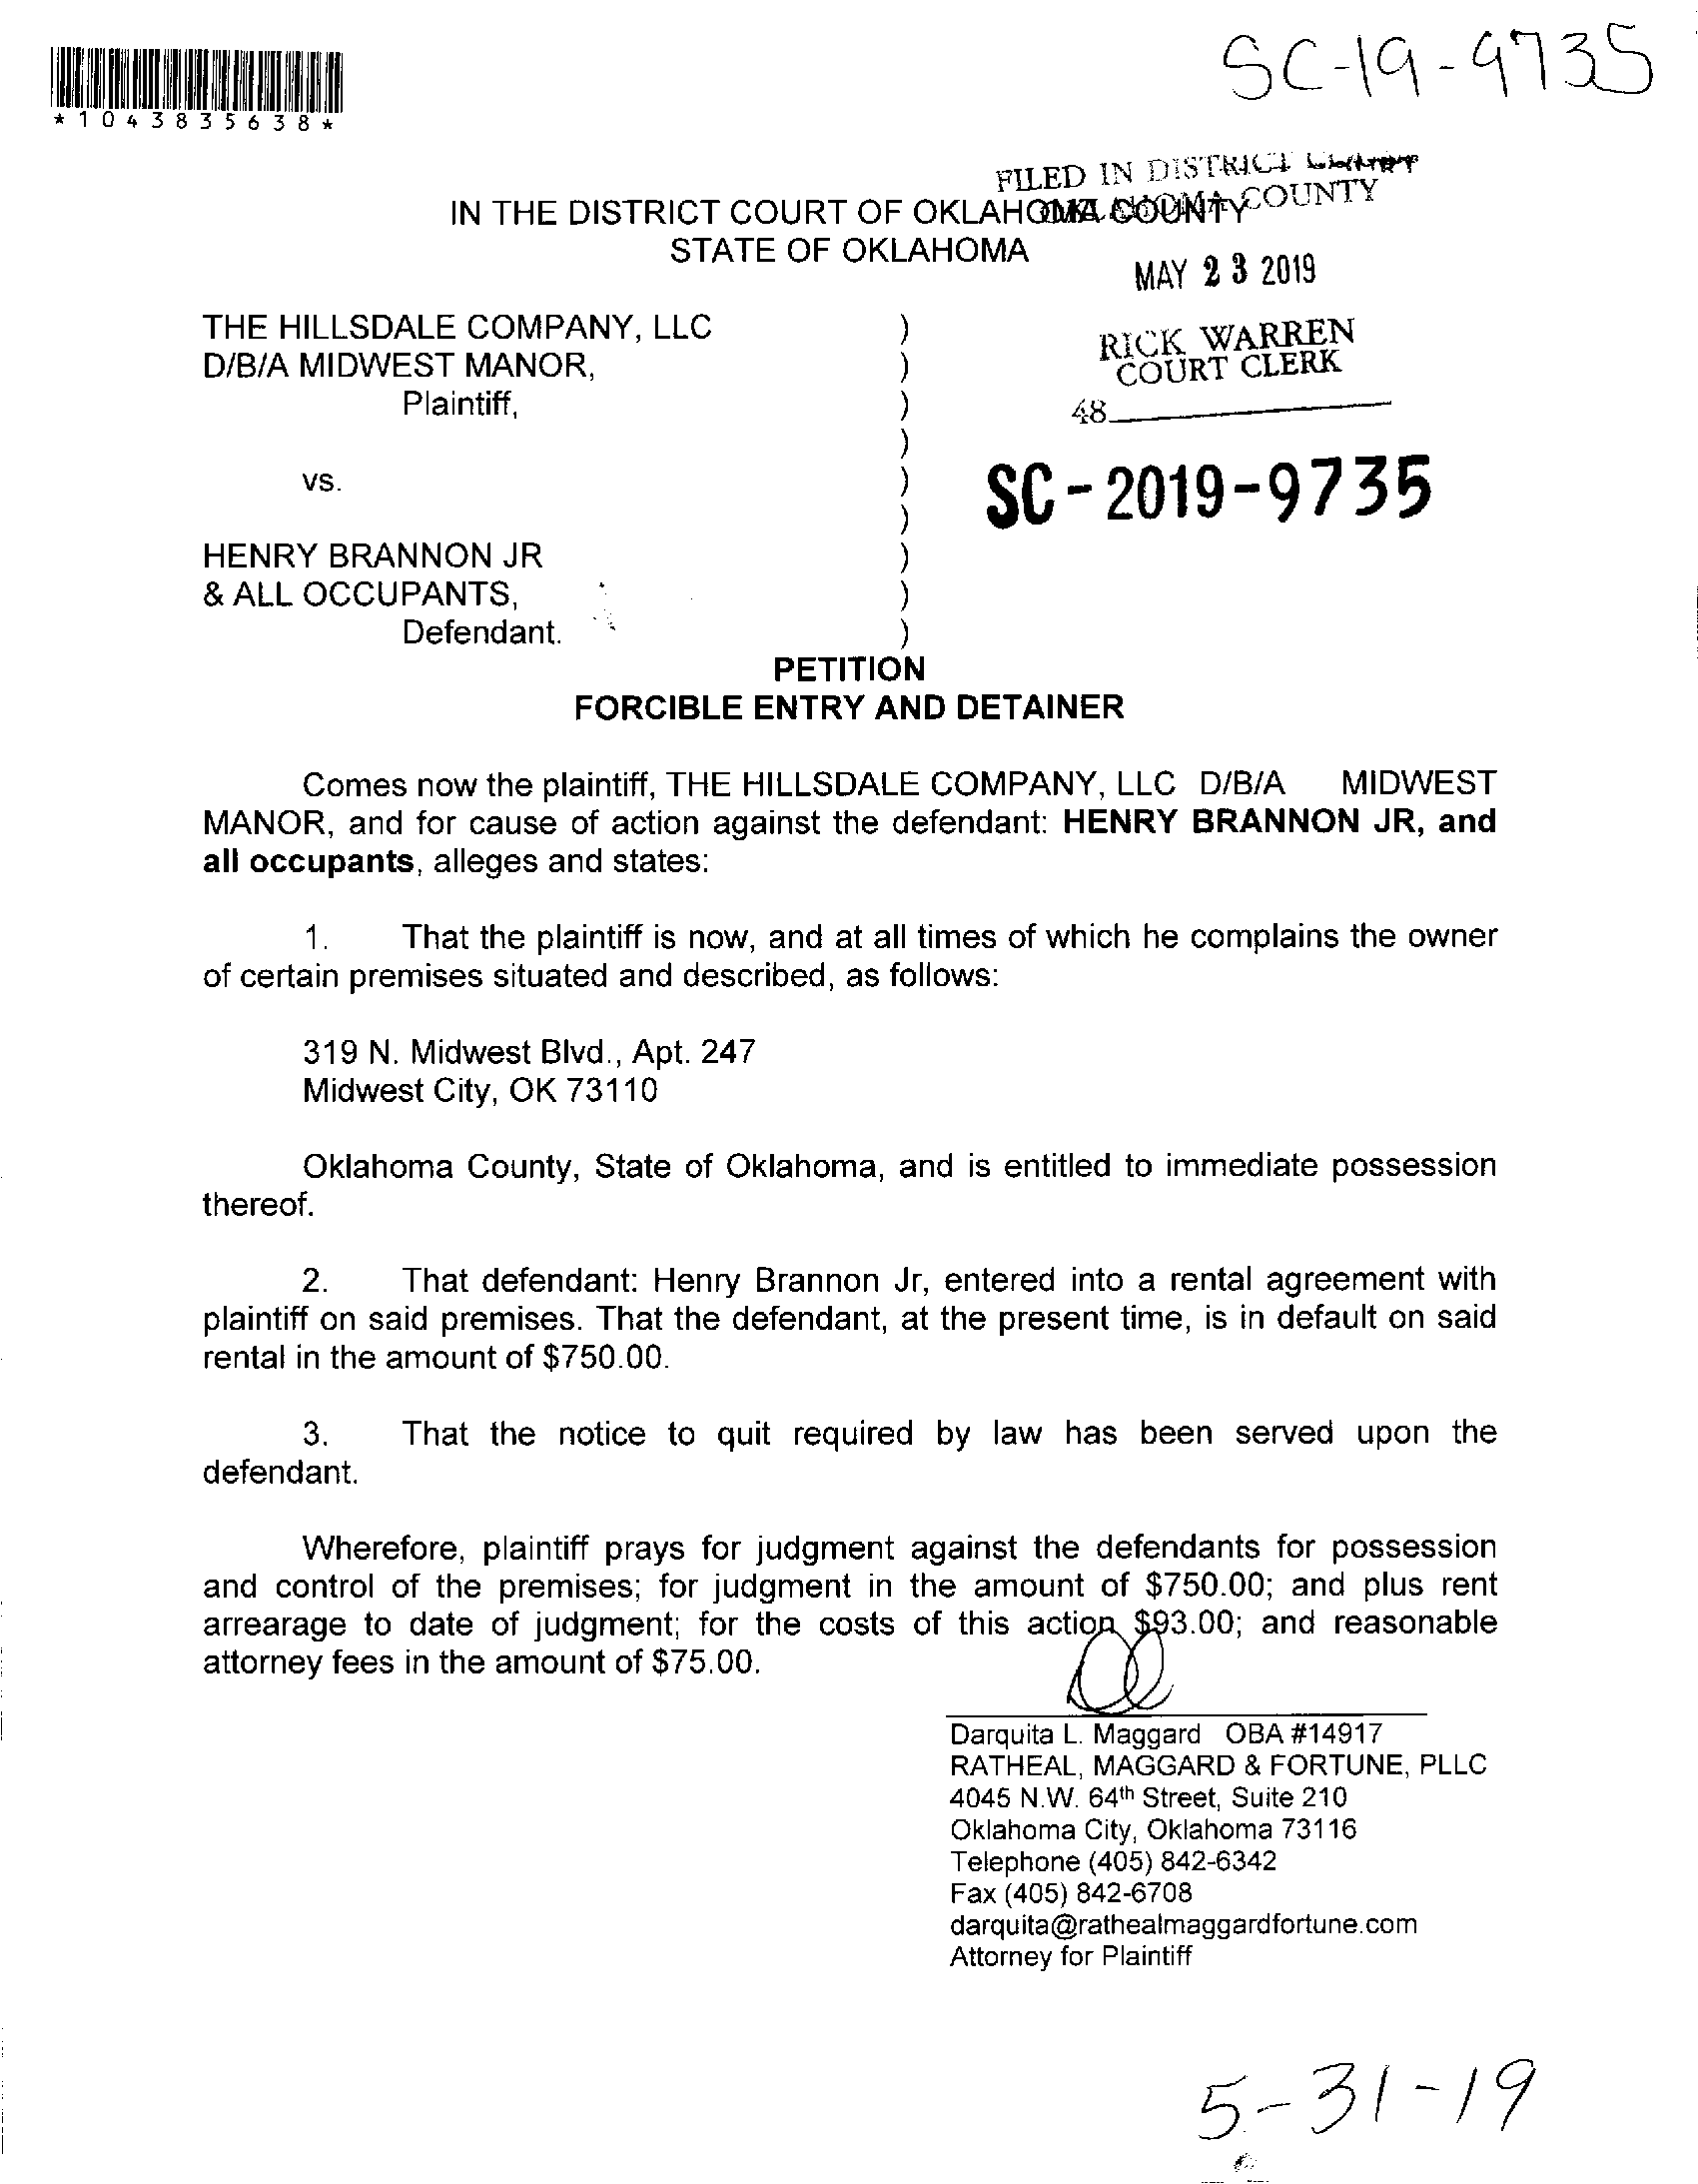 SC-19-9735
*1043835638*
FILED IN DISTRICT COURT
OKLAHOMA COUNTY
IN THE DISTRICT COURT OF OKLAHOMA COUNTY
STATE OF OKLAHOMA
MAY 23 2019
THE HILLSDALE COMPANY, LLC )
D/B/A MIDWEST MANOR, )
Plaintiff, )
)
vs. )
)
HENRY BRANNON JR )
& ALL OCCUPANTS, )
Defendant. )
RICK WARREN
COURT CLERK
48
SC-2019-9735
PETITION
FORCIBLE ENTRY AND DETAINER
Comes now the plaintiff, THE HILLSDALE COMPANY, LLC D/B/A MIDWEST
MANOR, and for cause of action against the defendant: HENRY BRANNON JR, and
all occupants, alleges and states:
1. That the plaintiff is now, and at all times of which he complains the owner
of certain premises situated and described, as follows:
319 N. Midwest Blvd., Apt. 247
Midwest City, OK 73110
Oklahoma County, State of Oklahoma, and is entitled to immediate possession
thereof.
2. That defendant: Henry Brannon Jr, entered into a rental agreement with
plaintiff on said premises. That the defendant, at the present time, is in default on said
rental in the amount of $750.00.
3. That the notice to quit required by law has been served upon the
defendant.
Wherefore, plaintiff prays for judgment against the defendants for possession
and control of the premises; for judgment in the amount of $750.00; and plus rent
arrearage to date of judgment; for the costs of this action $93.00; and reasonable
attorney fees in the amount of $75.00.
Darquita L. Maggard OBA #14917
RATHEAL, MAGGARD & FORTUNE, PLLC
4045 N.W. 64th Street, Suite 210
Oklahoma City, Oklahoma 73116
Telephone (405) 842-6342
Fax (405) 842-6708
darquita@rathealmaggardfortune.com
Attorney for Plaintiff
5-31-19